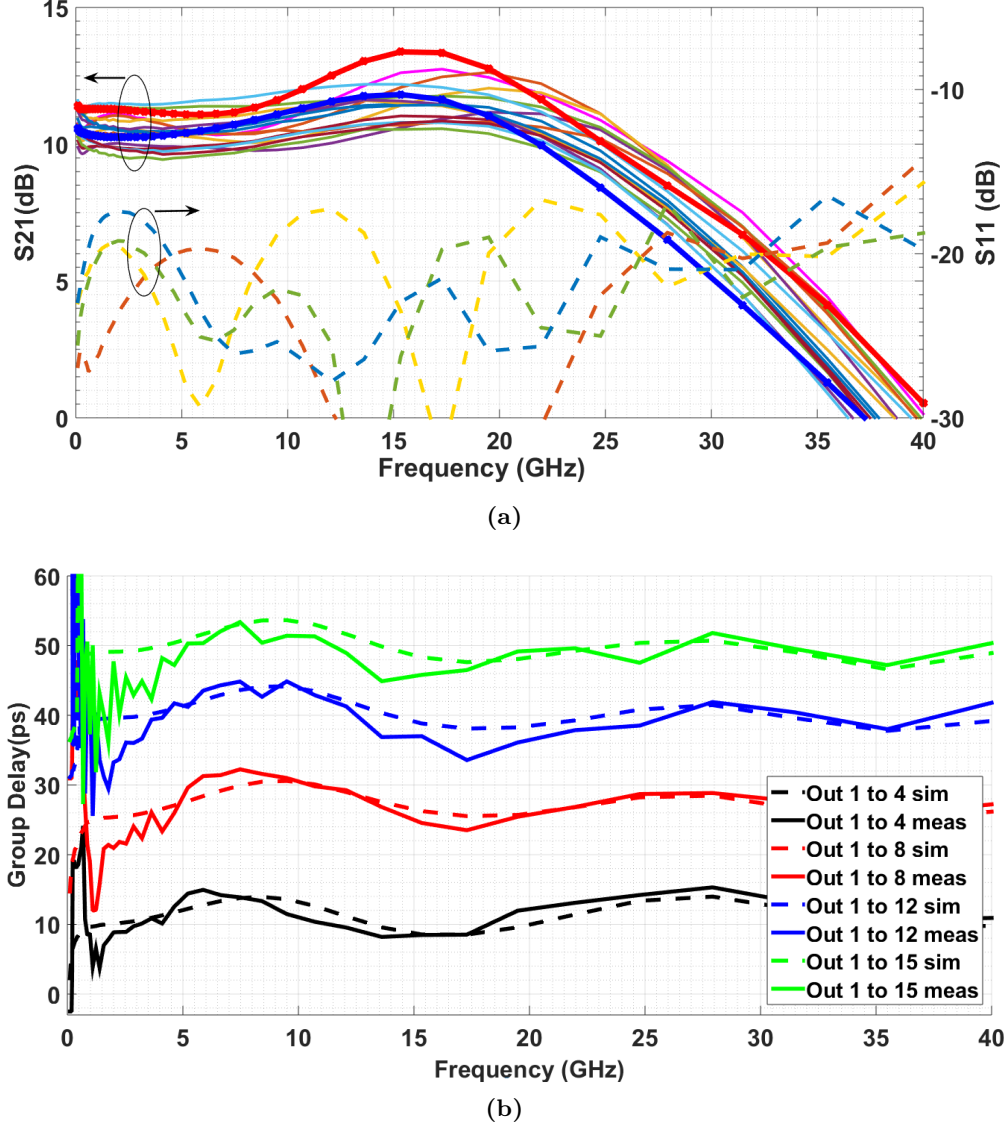 (a)
15
10
5
0
S21(dB)
-10
-20
-30
S11 (dB)
0 5 10 15 20 25 30 35 40
Frequency (GHz)
(a)
60
50
40
30
20
10
0
Group Delay(ps)
Out 1 to 4 sim
Out 1 to 4 meas
Out 1 to 8 sim
Out 1 to 8 meas
Out 1 to 12 sim
Out 1 to 12 meas
Out 1 to 15 sim
Out 1 to 15 meas
0 5 10 15 20 25 30 35 40
Frequency (GHz)
(b)